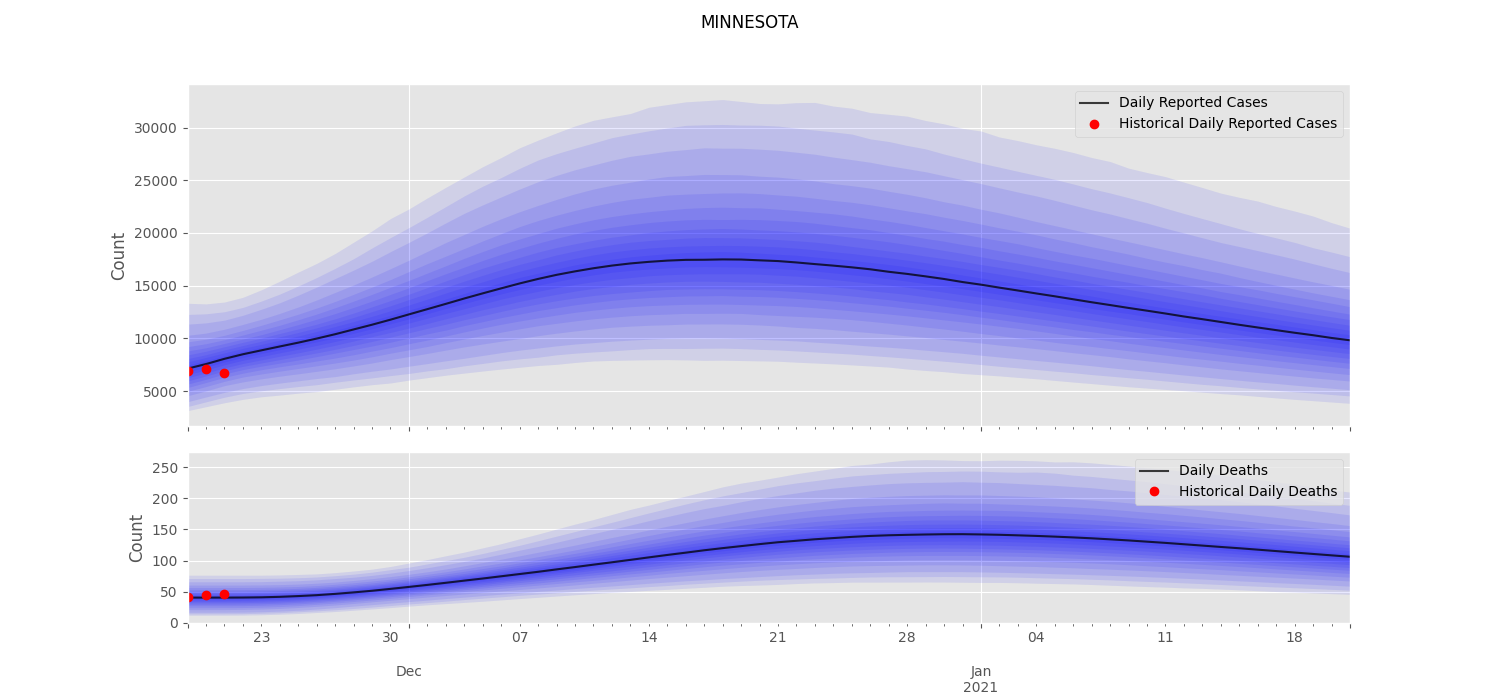 MINNESOTA
Daily Reported Cases
Historical Daily Reported Cases
30000
25000
20000
15000
10000
5000
Count
Daily Deaths
Historical Daily Deaths
250
200
150
100
50
0
Count
23 30 07 14 21 28 04 11 18
Dec Jan
2021